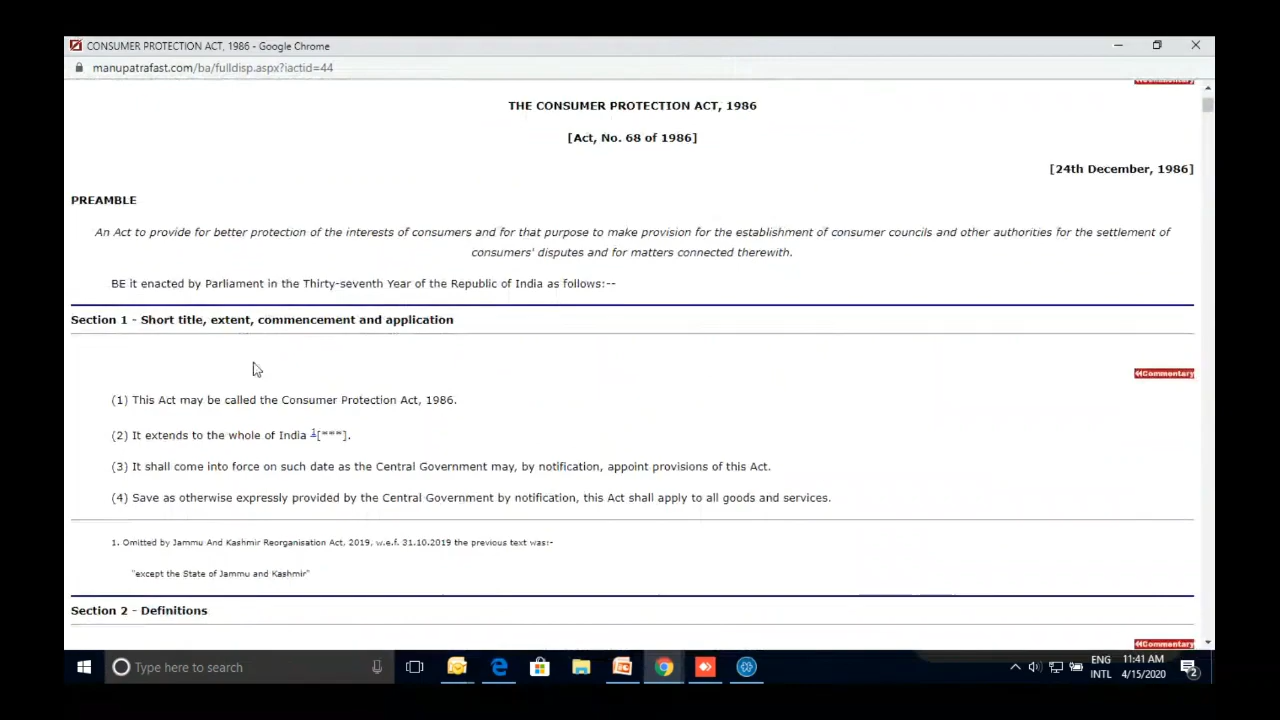 CONSUMER PROTECTION ACT, 1986 - Google Chrome
manupatrafast.com/ba/fulldisp.aspx?iactid=44
THE CONSUMER PROTECTION ACT, 1986
[Act, No. 68 of 1986]
[24th December, 1986]
PREAMBLE
An Act to provide for better protection of the interests of consumers and for that purpose to make provision for the establishment of consumer councils and other authorities for the settlement of
consumers' disputes and for matters connected therewith.
BE it enacted by Parliament in the Thirty-seventh Year of the Republic of India as follows:--
Section 1 - Short title, extent, commencement and application
Commentary
(1) This Act may be called the Consumer Protection Act, 1986.
(2) It extends to the whole of India 1[***].
(3) It shall come into force on such date as the Central Government may, by notification, appoint provisions of this Act.
(4) Save as otherwise expressly provided by the Central Government by notification, this Act shall apply to all goods and services.
1. Omitted by Jammu And Kashmir Reorganisation Act, 2019, w.e.f. 31.10.2019 the previous text was:-
"except the State of Jammu and Kashmir"
Section 2 - Definitions
Commentary
Type here to search
ENG
INTL
11:41 AM
4/15/2020
2